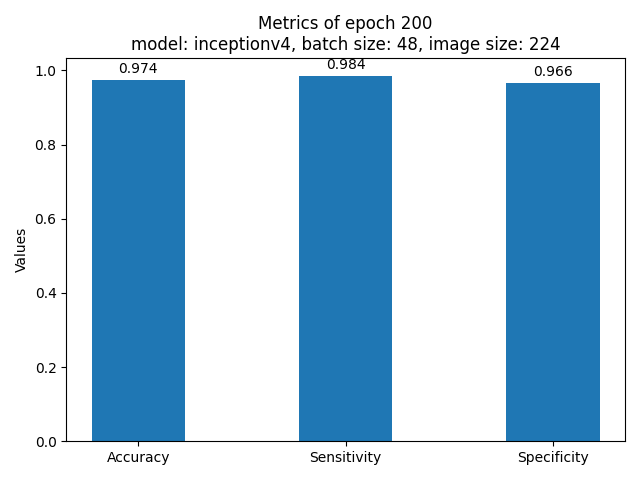 Metrics of epoch 200
model: inceptionv4, batch size: 48, image size: 224
0.974
0.984
0.966
1.0
0.8
0.6
0.4
0.2
0.0
Values
Accuracy
Sensitivity
Specificity